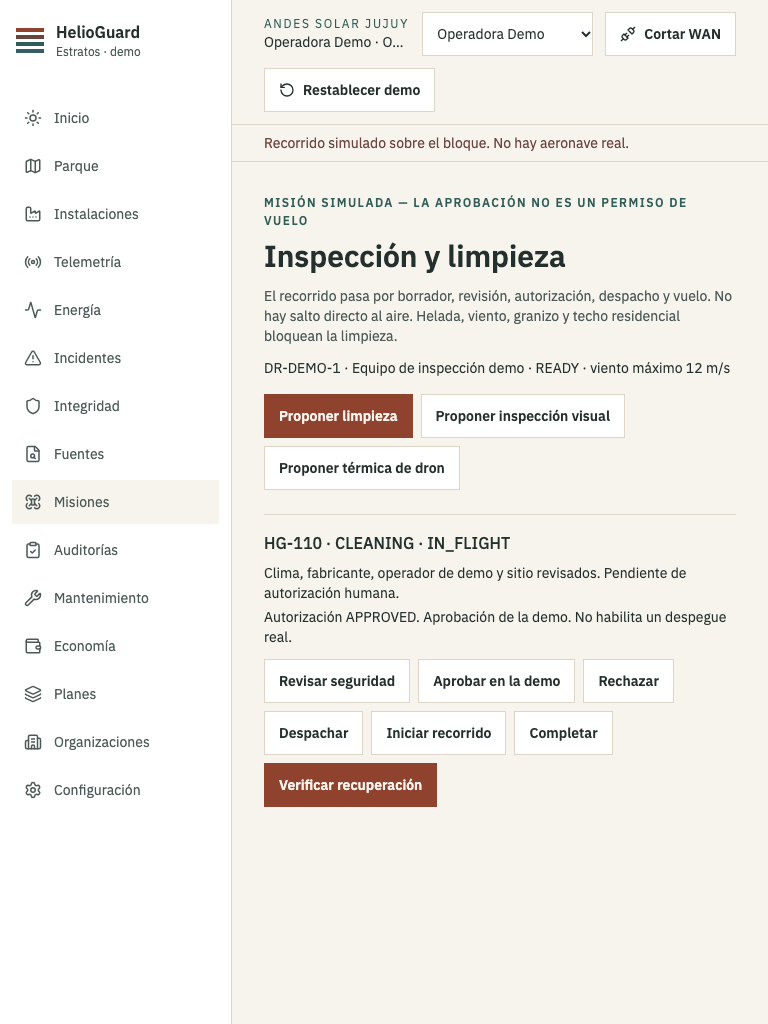 HelioGuard
Estratos · demo
Inicio
Parque
Instalaciones
Telemetría
Energía
Incidentes
Integridad
Fuentes
Misiones
Auditorías
Mantenimiento
Economía
Planes
Organizaciones
Configuración
ANDES SOLAR JUJUY
Operadora Demo · O...
Operadora Demo
Cortar WAN
Restablecer demo
Recorrido simulado sobre el bloque. No hay aeronave real.
MISIÓN SIMULADA — LA APROBACIÓN NO ES UN PERMISO DE
VUELO
Inspección y limpieza
El recorrido pasa por borrador, revisión, autorización, despacho y vuelo. No
hay salto directo al aire. Helada, viento, granizo y techo residencial
bloquean la limpieza.
DR-DEMO-1 · Equipo de inspección demo · READY · viento máximo 12 m/s
Proponer limpieza
Proponer inspección visual
Proponer térmica de dron
HG-110 · CLEANING · IN_FLIGHT
Clima, fabricante, operador de demo y sitio revisados. Pendiente de
autorización humana.
Autorización APPROVED. Aprobación de la demo. No habilita un despegue
real.
Revisar seguridad
Aprobar en la demo
Rechazar
Despachar
Iniciar recorrido
Completar
Verificar recuperación